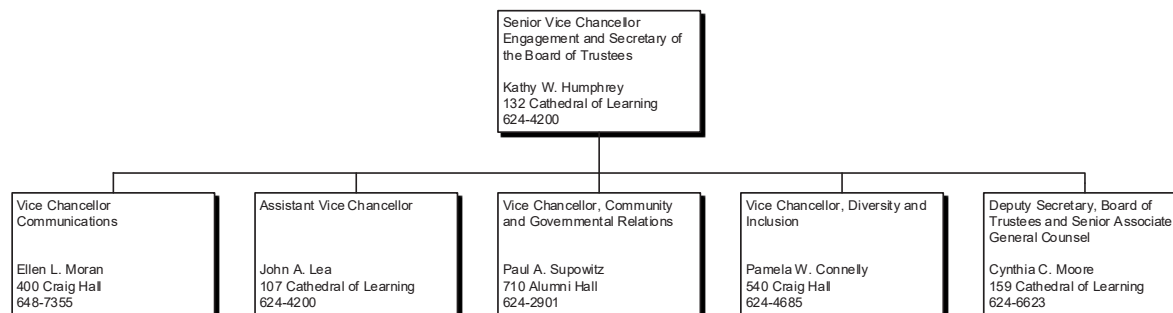 Senior Vice Chancellor
Engagement and Secretary of
the Board of Trustees
Kathy W. Humphrey
132 Cathedral of Learning
624-4200
Vice Chancellor
Communications
Ellen L. Moran
400 Craig Hall
648-7355
Assistant Vice Chancellor
John A. Lea
107 Cathedral of Learning
624-4200
Vice Chancellor, Community
and Governmental Relations
Paul A. Supowitz
710 Alumni Hall
624-2901
Vice Chancellor, Diversity and
Inclusion
Pamela W. Connelly
540 Craig Hall
624-4685
Deputy Secretary, Board of
Trustees and Senior Associate
General Counsel
Cynthia C. Moore
159 Cathedral of Learning
624-6623